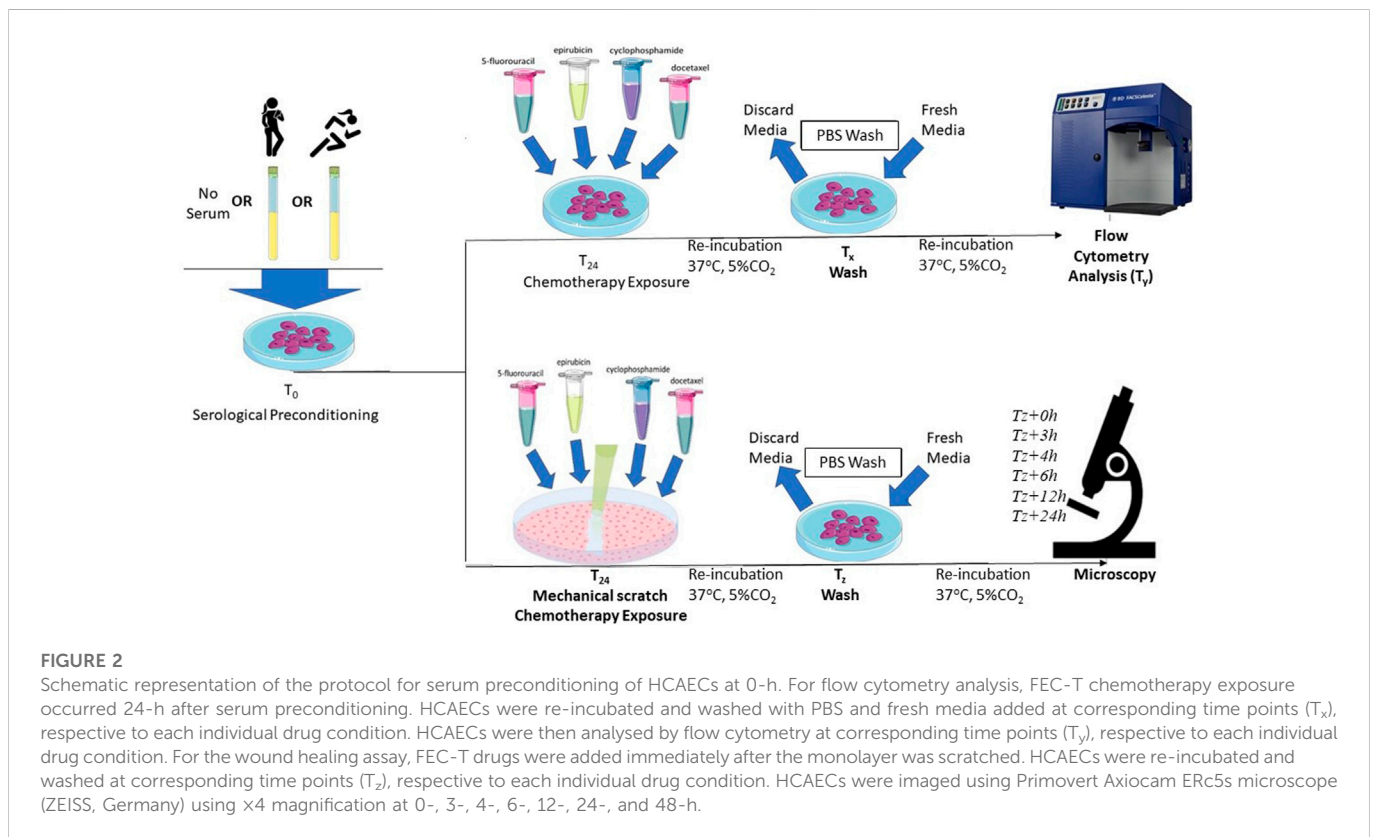 5-fluorouracil
epirubicin
cyclophosphamide
docetaxel
No
Serum
OR
OR
T₀
Serological Preconditioning
T₂₄
Chemotherapy Exposure
Re-incubation
37°C, 5%CO₂
Discard
Media
PBS Wash
Fresh
Media
Tₓ
Wash
Re-incubation
37°C, 5%CO₂
BD FACSCelesta™
Flow
Cytometry
Analysis (Tᵧ)
5-fluorouracil
epirubicin
cyclophosphamide
docetaxel
T₂₄
Mechanical scratch
Chemotherapy Exposure
Re-incubation
37°C, 5%CO₂
Discard
Media
PBS Wash
Fresh
Media
T_z
Wash
Re-incubation
37°C, 5%CO₂
Tz+0h
Tz+3h
Tz+4h
Tz+6h
Tz+12h
Tz+24h
Microscopy
FIGURE 2
Schematic representation of the protocol for serum preconditioning of HCAECs at 0-h. For flow cytometry analysis, FEC-T chemotherapy exposure
occurred 24-h after serum preconditioning. HCAECs were re-incubated and washed with PBS and fresh media added at corresponding time points (Tₓ),
respective to each individual drug condition. HCAECs were then analysed by flow cytometry at corresponding time points (Tᵧ), respective to each individual
drug condition. For the wound healing assay, FEC-T drugs were added immediately after the monolayer was scratched. HCAECs were re-incubated and
washed at corresponding time points (T_z), respective to each individual drug condition. HCAECs were imaged using Primovert Axiocam ERc5s microscope
(ZEISS, Germany) using ×4 magnification at 0-, 3-, 4-, 6-, 12-, 24-, and 48-h.